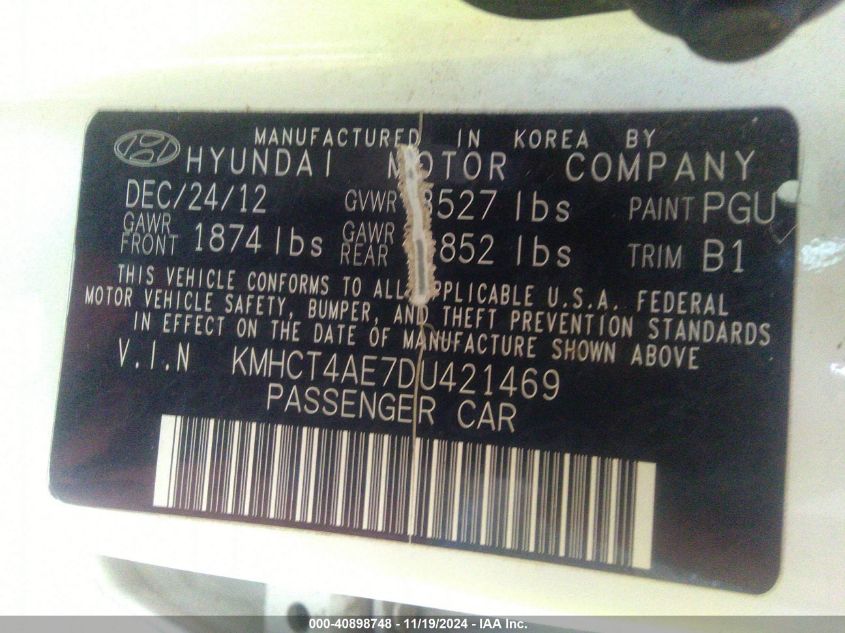 MANUFACTURED IN KOREA BY
HYUNDAI MOTOR COMPANY
DEC/24/12 GVWR 3527 lbs PAINT PGU
GAWR FRONT 1874 lbs GAWR REAR 852 lbs TRIM B1
THIS VEHICLE CONFORMS TO ALL APPLICABLE U.S.A. FEDERAL
MOTOR VEHICLE SAFETY, BUMPER, AND THEFT PREVENTION STANDARDS
IN EFFECT ON THE DATE OF MANUFACTURE SHOWN ABOVE
V.I.N KMHCT4AE7DU421469
PASSENGER CAR
000-40898748 - 11/19/2024 - IAA Inc.